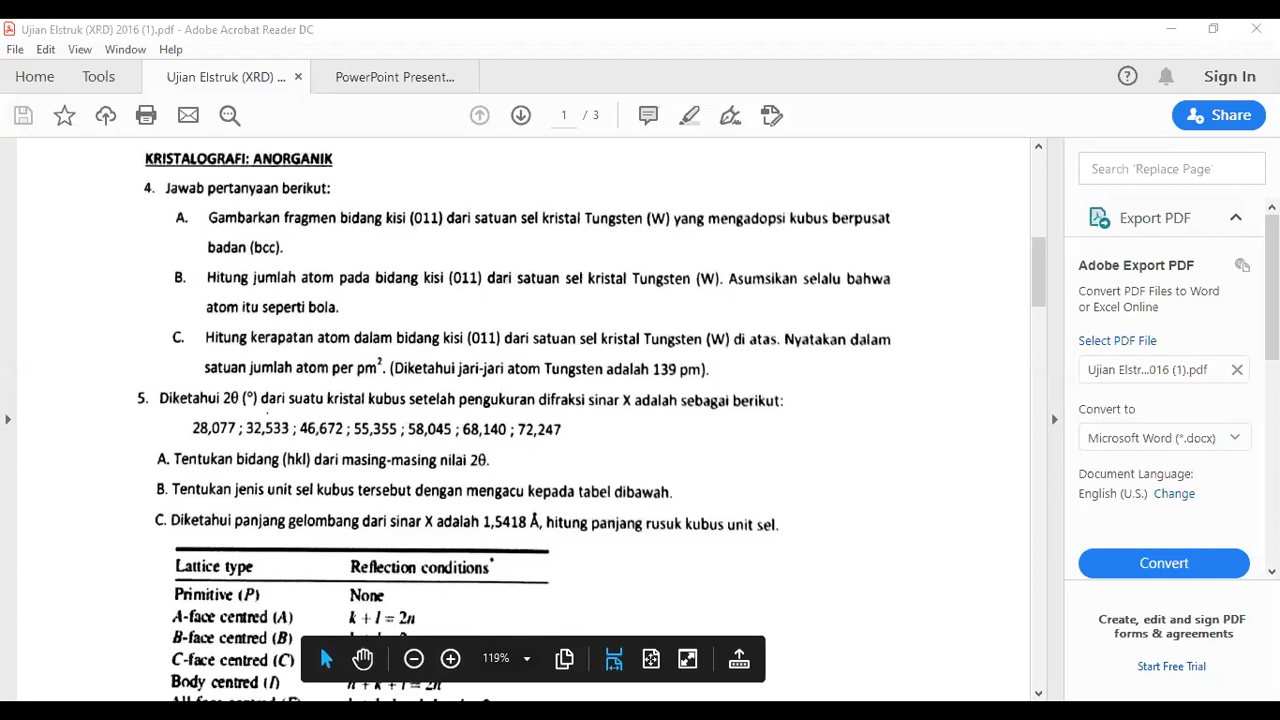 Ujian Elstruk (XRD) 2016 (1).pdf - Adobe Acrobat Reader DC
File Edit View Window Help
Home Tools Ujian Elstruk (XRD) ... × PowerPoint Present... Sign In
1 / 3 Share
KRISTALOGRAFI: ANORGANIK
4. Jawab pertanyaan berikut:
A. Gambarkan fragmen bidang kisi (011) dari satuan sel kristal Tungsten (W) yang mengadopsi kubus berpusat
badan (bcc).
B. Hitung jumlah atom pada bidang kisi (011) dari satuan sel kristal Tungsten (W). Asumsikan selalu bahwa
atom itu seperti bola.
C. Hitung kerapatan atom dalam bidang kisi (011) dari satuan sel kristal Tungsten (W) di atas. Nyatakan dalam
satuan jumlah atom per pm². (Diketahui jari-jari atom Tungsten adalah 139 pm).
5. Diketahui 2θ (°) dari suatu kristal kubus setelah pengukuran difraksi sinar X adalah sebagai berikut:
28,077 ; 32,533 ; 46,672 ; 55,355 ; 58,045 ; 68,140 ; 72,247
A. Tentukan bidang (hkl) dari masing-masing nilai 2θ.
B. Tentukan jenis unit sel kubus tersebut dengan mengacu kepada tabel dibawah.
C. Diketahui panjang gelombang dari sinar X adalah 1,5418 Å, hitung panjang rusuk kubus unit sel.
Lattice type Reflection conditions*
Primitive (P) None
A-face centred (A) k + l = 2n
B-face centred (B)
C-face centred (C)
Body centred (I) h + k + l = 2n
119%
Search 'Replace Page'
Export PDF
Adobe Export PDF
Convert PDF Files to Word
or Excel Online
Select PDF File
Ujian Elstr...016 (1).pdf
Convert to
Microsoft Word (*.docx)
Document Language:
English (U.S.) Change
Convert
Create, edit and sign PDF
forms & agreements
Start Free Trial